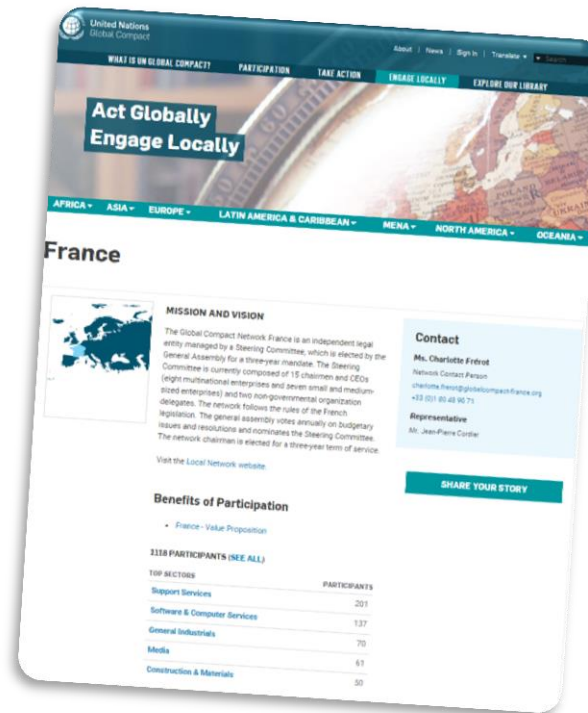 United Nations
Global Compact
About | News | Sign In | Translate | Search
WHAT IS UN GLOBAL COMPACT?
PARTICIPATION
TAKE ACTION
ENGAGE LOCALLY
EXPLORE OUR LIBRARY
Act Globally
Engage Locally
POLAND
UKRAIN
AFRICA
ASIA
EUROPE
LATIN AMERICA & CARIBBEAN
MENA
NORTH AMERICA
OCEANIA
France
MISSION AND VISION
The Global Compact Network France is an independent legal
entity managed by a Steering Committee, which is elected by the
General Assembly for a three-year mandate. The Steering
Committee is currently composed of 15 chairmen and CEOs
(eight multinational enterprises and seven small and medium-
sized enterprises) and two non-governmental organization
delegates. The network follows the rules of the French
legislation. The general assembly votes annually on budgetary
issues and resolutions and nominates the Steering Committee.
The network chairman is elected for a three-year term of service.
Visit the Local Network website.
Contact
Ms. Charlotte Frérot
Network Contact Person
charlotte.frerot@globalcompact-france.org
Representative
Mr. Jean-Pierre Cordier
SHARE YOUR STORY
Benefits of Participation
France - Value Proposition
1118 PARTICIPANTS (SEE ALL)
TOP SECTORS PARTICIPANTS
Support Services 201
Software & Computer Services 137
General Industrials 70
Media 61
Construction & Materials 50